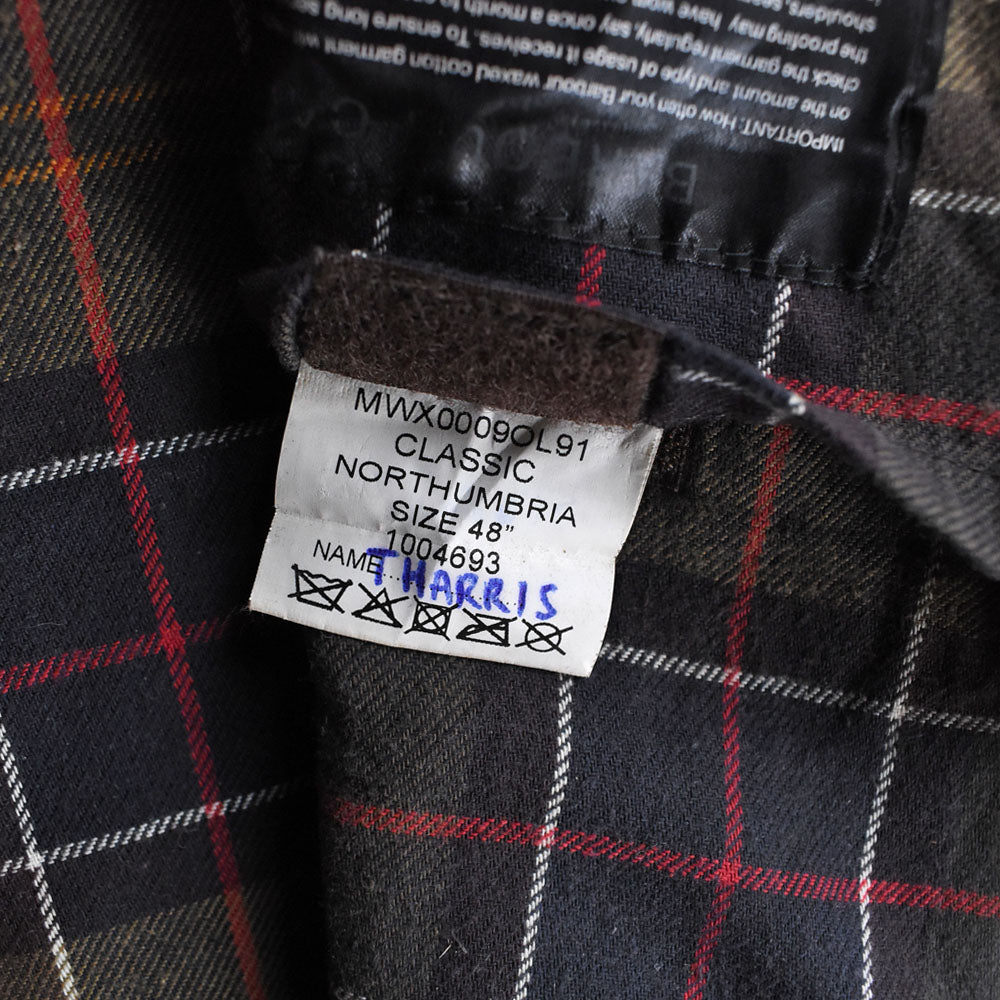 IMPORTANT: How often your Barbour waxed cotton garment
on the amount and type of usage it receives. To ensure long
check the garment regularly, say once a month to
the proofing may have
shoulders,
MWX0009OL91
CLASSIC
NORTHUMBRIA
SIZE 48"
1004693
NAME...T HARRIS